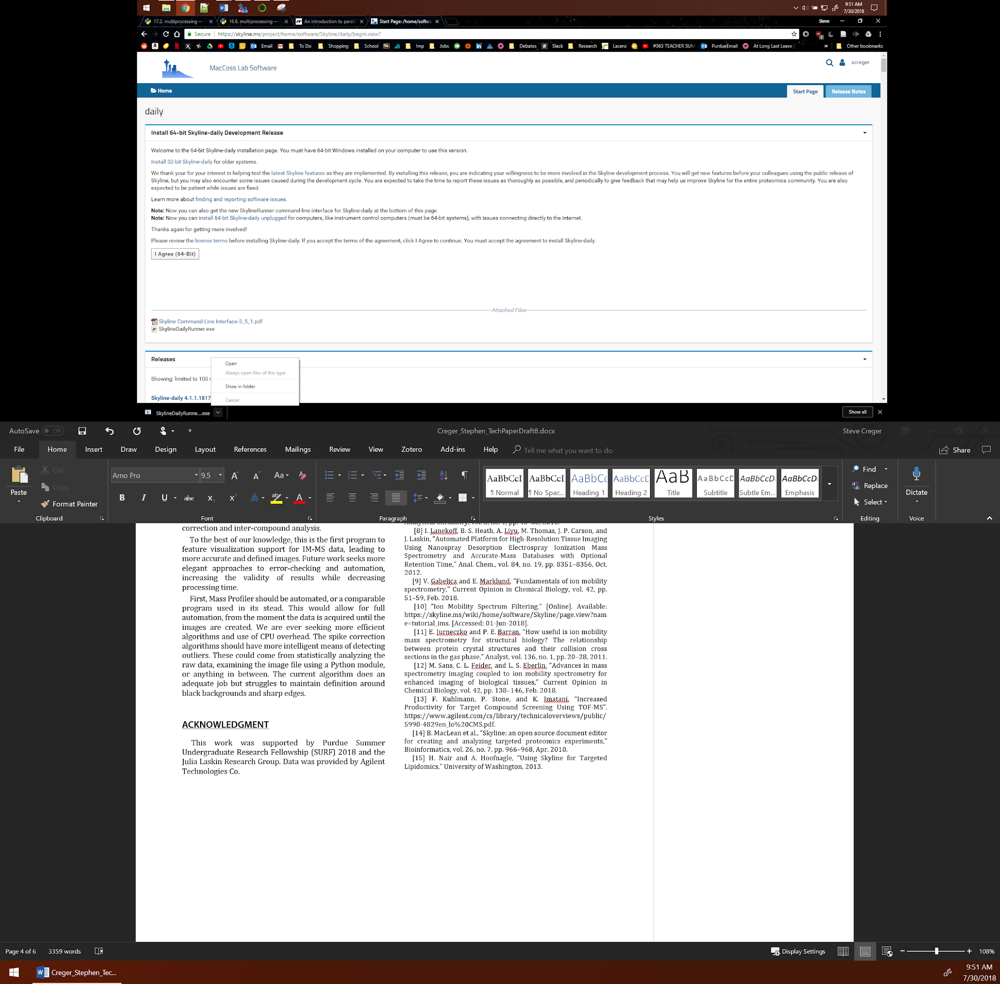 9:51 AM
7/30/2018
17.2. multiprocessing —
16.6. multiprocessing —
An introduction to parall
Start Page: /home/softwa
Steve
Secure
https://skyline.ms/project/home/software/Skyline/daily/begin.view?
Email
To Do
Shopping
School
Bb
Imp
Jobs
Debates
Slack
Research
Lacero
#363 TEACHER SUM
PurdueEmail
At Long Last Leave
»
Other bookmarks
MacCoss Lab Software
screger
Home
Start Page
Release Notes
daily
Install 64-bit Skyline-daily Development Release
Welcome to the 64-bit Skyline-daily installation page. You must have 64-bit Windows installed on your computer to use this version.
Install 32-bit Skyline-daily for older systems.
We thank your for your interest in helping test the latest Skyline features as they are implemented. By installing this release, you are indicating your willingness to be more involved in the Skyline development process. You will get new features before your colleagues using the public release of
Skyline, but you may also encounter some issues caused during the development cycle. You are expected to take the time to report these issues as thoroughly as possible, and periodically to give feedback that may help us improve Skyline for the entire proteomics community. You are also
expected to be patient while issues are fixed.
Learn more about finding and reporting software issues.
Note: Now you can also get the new SkylineRunner command-line interface for Skyline-daily at the bottom of this page.
Note: Now you can install 64-bit Skyline-daily unplugged for computers, like instrument control computers (must be 64-bit systems), with issues connecting directly to the internet.
Thanks again for getting more involved!
Please review the license terms before installing Skyline-daily. If you accept the terms of the agreement, click I Agree to continue. You must accept the agreement to install Skyline-daily.
I Agree (64-Bit)
Attached Files
Skyline Command-Line Interface-3_5_1.pdf
SkylineDailyRunner.exe
Releases
Showing: limited to 100 r
Skyline-daily 4.1.1.1817
Open
Always open files of this type
Show in folder
Cancel
SkylineDailyRunne....exe
Show all
AutoSave Off
Creger_Stephen_TechPaperDraft8.docx
Steve Creger
File Home Insert Draw Design Layout References Mailings Review View Zotero Add-ins Help Tell me what you want to do
Share
Paste
Cut
Copy
Format Painter
Clipboard
Arno Pro 9.5
Font
Paragraph
AaBbCcI AaBbCcI AaBbCc AaBbCcD AaB AaBbCcD AaBbCcD AaBbCcD
¶ Normal ¶ No Spac... Heading 1 Heading 2 Title Subtitle Subtle Em... Emphasis
Styles
Find
Replace
Select
Editing
Dictate
Voice
correction and inter-compound analysis.
To the best of our knowledge, this is the first program to
feature visualization support for IM-MS data, leading to
more accurate and defined images. Future work seeks more
elegant approaches to error-checking and automation,
increasing the validity of results while decreasing
processing time.
First, Mass Profiler should be automated, or a comparable
program used in its stead. This would allow for full
automation, from the moment the data is acquired until the
images are created. We are ever seeking more efficient
algorithms and use of CPU overhead. The spike correction
algorithms should have more intelligent means of detecting
outliers. These could come from statistically analyzing the
raw data, examining the image file using a Python module,
or anything in between. The current algorithm does an
adequate job but struggles to maintain definition around
black backgrounds and sharp edges.
ACKNOWLEDGMENT
This work was supported by Purdue Summer
Undergraduate Research Fellowship (SURF) 2018 and the
Julia Laskin Research Group. Data was provided by Agilent
Technologies Co.
[8] I. Lanekoff, B. S. Heath, A. Liyu, M. Thomas, J. P. Carson, and
J. Laskin, “Automated Platform for High-Resolution Tissue Imaging
Using Nanospray Desorption Electrospray Ionization Mass
Spectrometry and Accurate-Mass Databases with Optional
Retention Time,” Anal. Chem., vol. 84, no. 19, pp. 8351–8356, Oct.
2012.
[9] V. Gabelica and E. Marklund, “Fundamentals of ion mobility
spectrometry,” Current Opinion in Chemical Biology, vol. 42, pp.
51–59, Feb. 2018.
[10] “Ion Mobility Spectrum Filtering.” [Online]. Available:
https://skyline.ms/wiki/home/software/Skyline/page.view?nam
e=tutorial_ims. [Accessed: 01-Jun-2018].
[11] E. Jurneczko and P. E. Barran, “How useful is ion mobility
mass spectrometry for structural biology? The relationship
between protein crystal structures and their collision cross
sections in the gas phase,” Analyst, vol. 136, no. 1, pp. 20–28, 2011.
[12] M. Sans, C. L. Feider, and L. S. Eberlin, “Advances in mass
spectrometry imaging coupled to ion mobility spectrometry for
enhanced imaging of biological tissues,” Current Opinion in
Chemical Biology, vol. 42, pp. 138–146, Feb. 2018.
[13] F. Kuhlmann, P. Stone, and K. Imatani, “Increased
Productivity for Target Compound Screening Using TOF-MS”.
https://www.agilent.com/cs/library/technicaloverviews/public/
5990-4829en_lo%20CMS.pdf.
[14] B. MacLean et al., “Skyline: an open source document editor
for creating and analyzing targeted proteomics experiments,”
Bioinformatics, vol. 26, no. 7, pp. 966–968, Apr. 2010.
[15] H. Nair and A. Hoofnagle, “Using Skyline for Targeted
Lipidomics,” University of Washington, 2013.
Page 4 of 6 3359 words
Display Settings
108%
Creger_Stephen_Tec...
9:51 AM
7/30/2018